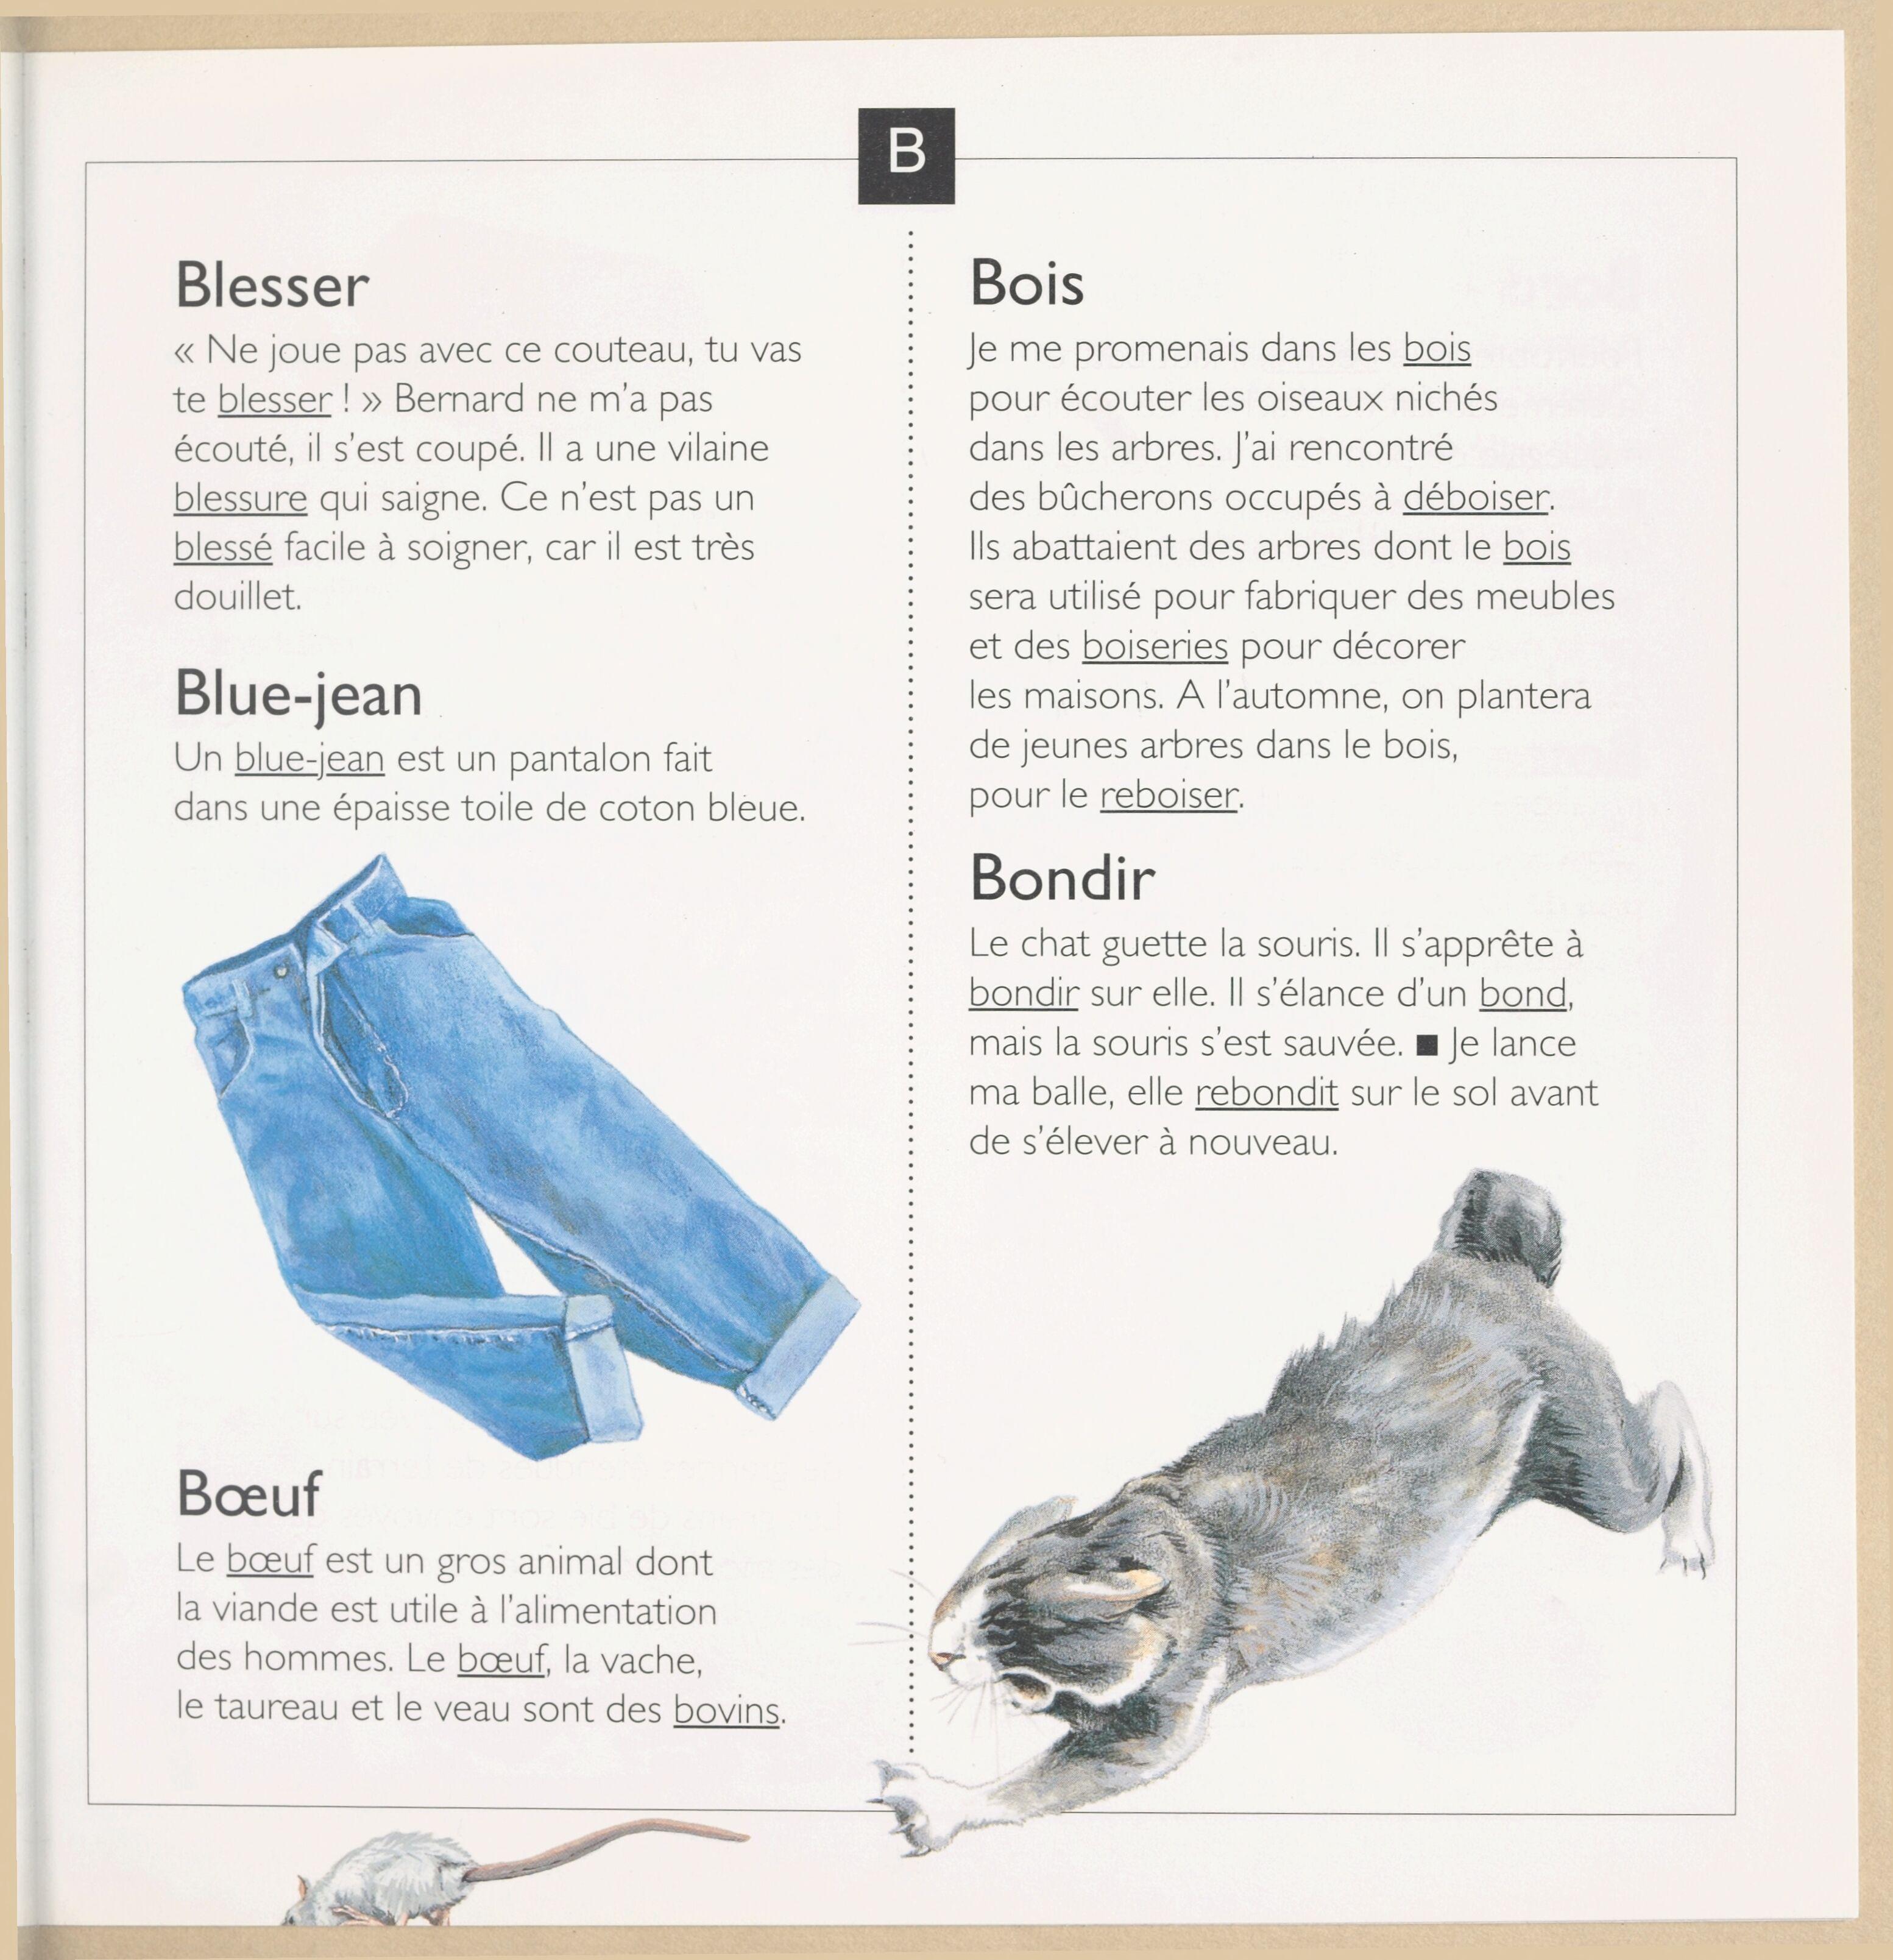 B
Blesser
« Ne joue pas avec ce couteau, tu vas
te blesser ! » Bernard ne m'a pas
écouté, il s'est coupé. Il a une vilaine
blessure qui saigne. Ce n'est pas un
blessé facile à soigner, car il est très
douillet.
Blue-jean
Un blue-jean est un pantalon fait
dans une épaisse toile de coton bleue.
Bœuf
Le bœuf est un gros animal dont
la viande est utile à l'alimentation
des hommes. Le bœuf, la vache,
le taureau et le veau sont des bovins.
Bois
Je me promenais dans les bois
pour écouter les oiseaux nichés
dans les arbres. J'ai rencontré
des bûcherons occupés à déboiser.
Ils abattaient des arbres dont le bois
sera utilisé pour fabriquer des meubles
et des boiseries pour décorer
les maisons. A l'automne, on plantera
de jeunes arbres dans le bois,
pour le reboiser.
Bondir
Le chat guette la souris. Il s'apprête à
bondir sur elle. Il s'élance d'un bond,
mais la souris s'est sauvée. ■ Je lance
ma balle, elle rebondit sur le sol avant
de s'élever à nouveau.